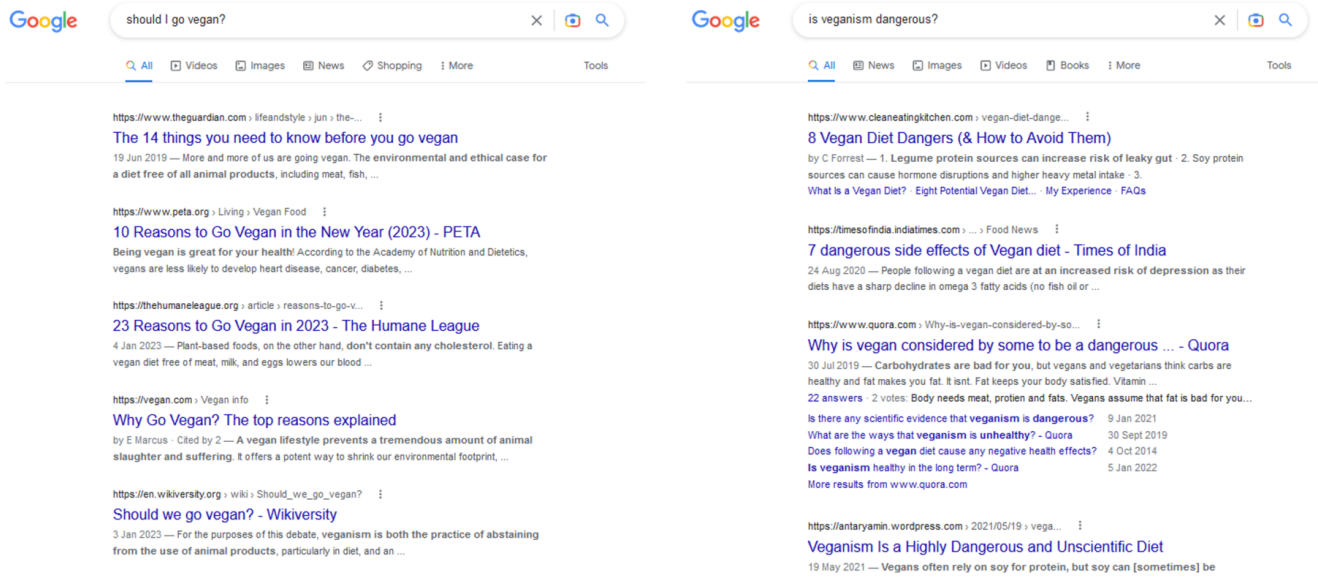 Google
should I go vegan?
All Videos Images News Shopping More Tools
https://www.theguardian.com › lifeandstyle › jun › the-...
The 14 things you need to know before you go vegan
19 Jun 2019 — More and more of us are going vegan. The environmental and ethical case for
a diet free of all animal products, including meat, fish, ...
https://www.peta.org › Living › Vegan Food
10 Reasons to Go Vegan in the New Year (2023) - PETA
Being vegan is great for your health! According to the Academy of Nutrition and Dietetics,
vegans are less likely to develop heart disease, cancer, diabetes, ...
https://thehumaneleague.org › article › reasons-to-go-v...
23 Reasons to Go Vegan in 2023 - The Humane League
4 Jan 2023 — Plant-based foods, on the other hand, don't contain any cholesterol. Eating a
vegan diet free of meat, milk, and eggs lowers our blood ...
https://vegan.com › Vegan info
Why Go Vegan? The top reasons explained
by E Marcus · Cited by 2 — A vegan lifestyle prevents a tremendous amount of animal
slaughter and suffering. It offers a potent way to shrink our environmental footprint, ...
https://en.wikiversity.org › wiki › Should_we_go_vegan?
Should we go vegan? - Wikiversity
3 Jan 2023 — For the purposes of this debate, veganism is both the practice of abstaining
from the use of animal products, particularly in diet, and an ...
Google
is veganism dangerous?
All News Images Videos Books More Tools
https://www.cleaneatingkitchen.com › vegan-diet-dange...
8 Vegan Diet Dangers (& How to Avoid Them)
by C Forrest — 1. Legume protein sources can increase risk of leaky gut · 2. Soy protein
sources can cause hormone disruptions and higher heavy metal intake · 3.
What Is a Vegan Diet? · Eight Potential Vegan Diet... · My Experience · FAQs
https://timesofindia.indiatimes.com › ... › Food News
7 dangerous side effects of Vegan diet - Times of India
24 Aug 2020 — People following a vegan diet are at an increased risk of depression as their
diets have a sharp decline in omega 3 fatty acids (no fish oil or ...
https://www.quora.com › Why-is-vegan-considered-by-so...
Why is vegan considered by some to be a dangerous ... - Quora
30 Jul 2019 — Carbohydrates are bad for you, but vegans and vegetarians think carbs are
healthy and fat makes you fat. It isnt. Fat keeps your body satisfied. Vitamin ...
22 answers · 2 votes: Body needs meat, protien and fats. Vegans assume that fat is bad for you...
Is there any scientific evidence that veganism is dangerous? 9 Jan 2021
What are the ways that veganism is unhealthy? - Quora 30 Sept 2019
Does following a vegan diet cause any negative health effects? 4 Oct 2014
Is veganism healthy in the long term? - Quora 5 Jan 2022
More results from www.quora.com
https://antaryamin.wordpress.com › 2021/05/19 › vega...
Veganism Is a Highly Dangerous and Unscientific Diet
19 May 2021 — Vegans often rely on soy for protein, but soy can [sometimes] be